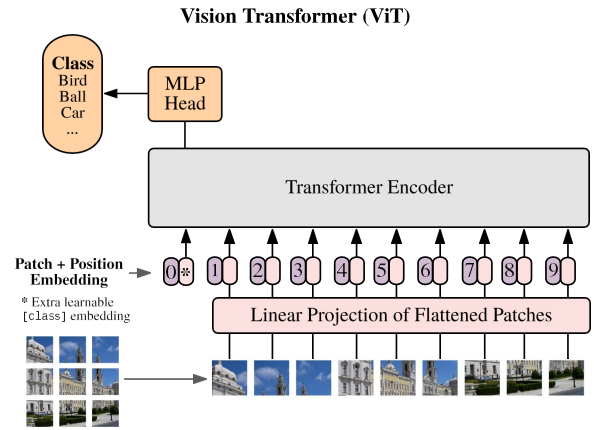 Vision Transformer (ViT)
Class
Bird
Ball
Car
...
MLP
Head
Transformer Encoder
Patch + Position
Embedding
0 * 1 2 3 4 5 6 7 8 9
* Extra learnable
[class] embedding
Linear Projection of Flattened Patches